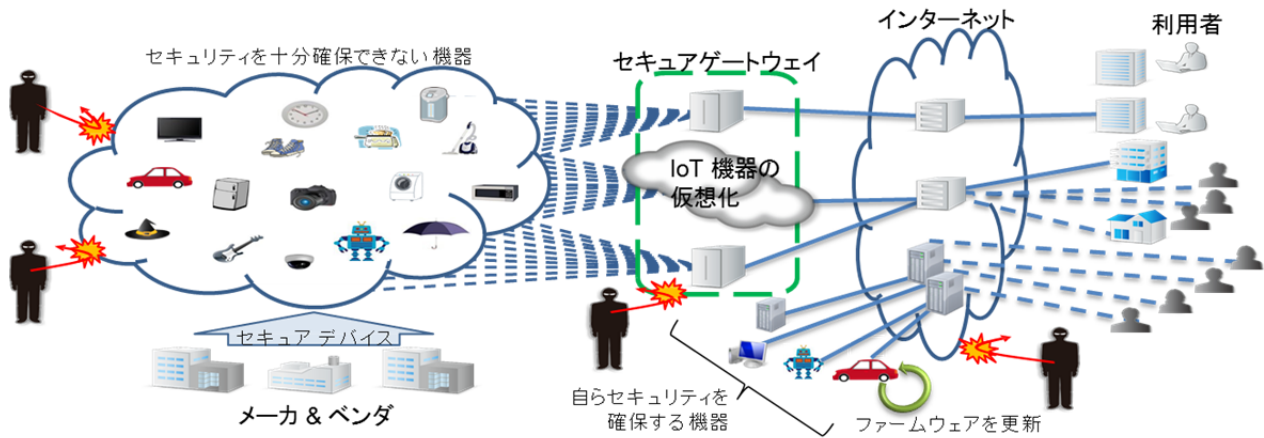 インターネット
利用者
セキュリティを十分確保できない機器
セキュアゲートウェイ
IoT 機器の
仮想化
セキュア デバイス
メーカ & ベンダ
自らセキュリティを
確保する機器
ファームウェアを更新